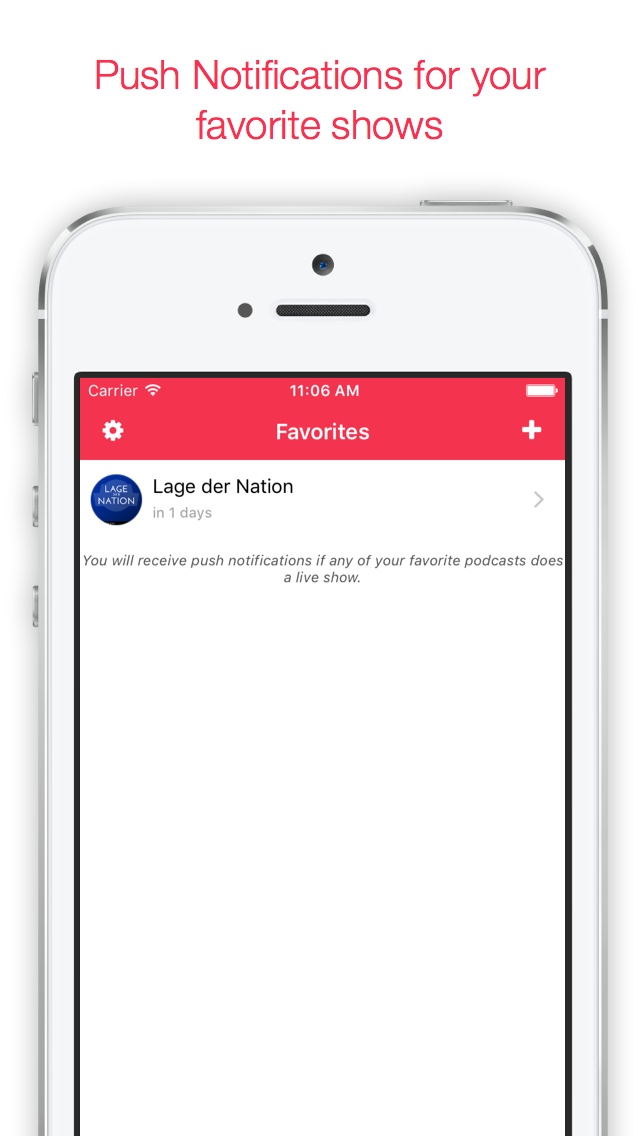 Push Notifications for your
favorite shows
Carrier 11:06 AM
Favorites
LAGE
DER
NATION
Lage der Nation
in 1 days
You will receive push notifications if any of your favorite podcasts does
a live show.